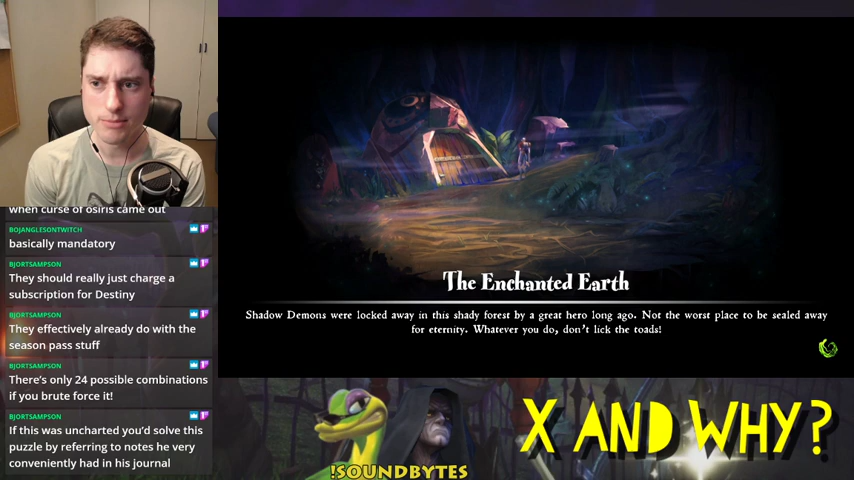 when curse of osiris came out
BOJANGLESONTWITCH
basically mandatory
BJORTSAMPSON
They should really just charge a
subscription for Destiny
BJORTSAMPSON
They effectively already do with the
season pass stuff
BJORTSAMPSON
There's only 24 possible combinations
if you brute force it!
BJORTSAMPSON
If this was uncharted you'd solve this
puzzle by referring to notes he very
conveniently had in his journal
The Enchanted Earth
Shadow Demons were locked away in this shady forest by a great hero long ago. Not the worst place to be sealed away
for eternity. Whatever you do, don't lick the toads!
X AND WHY?
!SOUNDBYTES